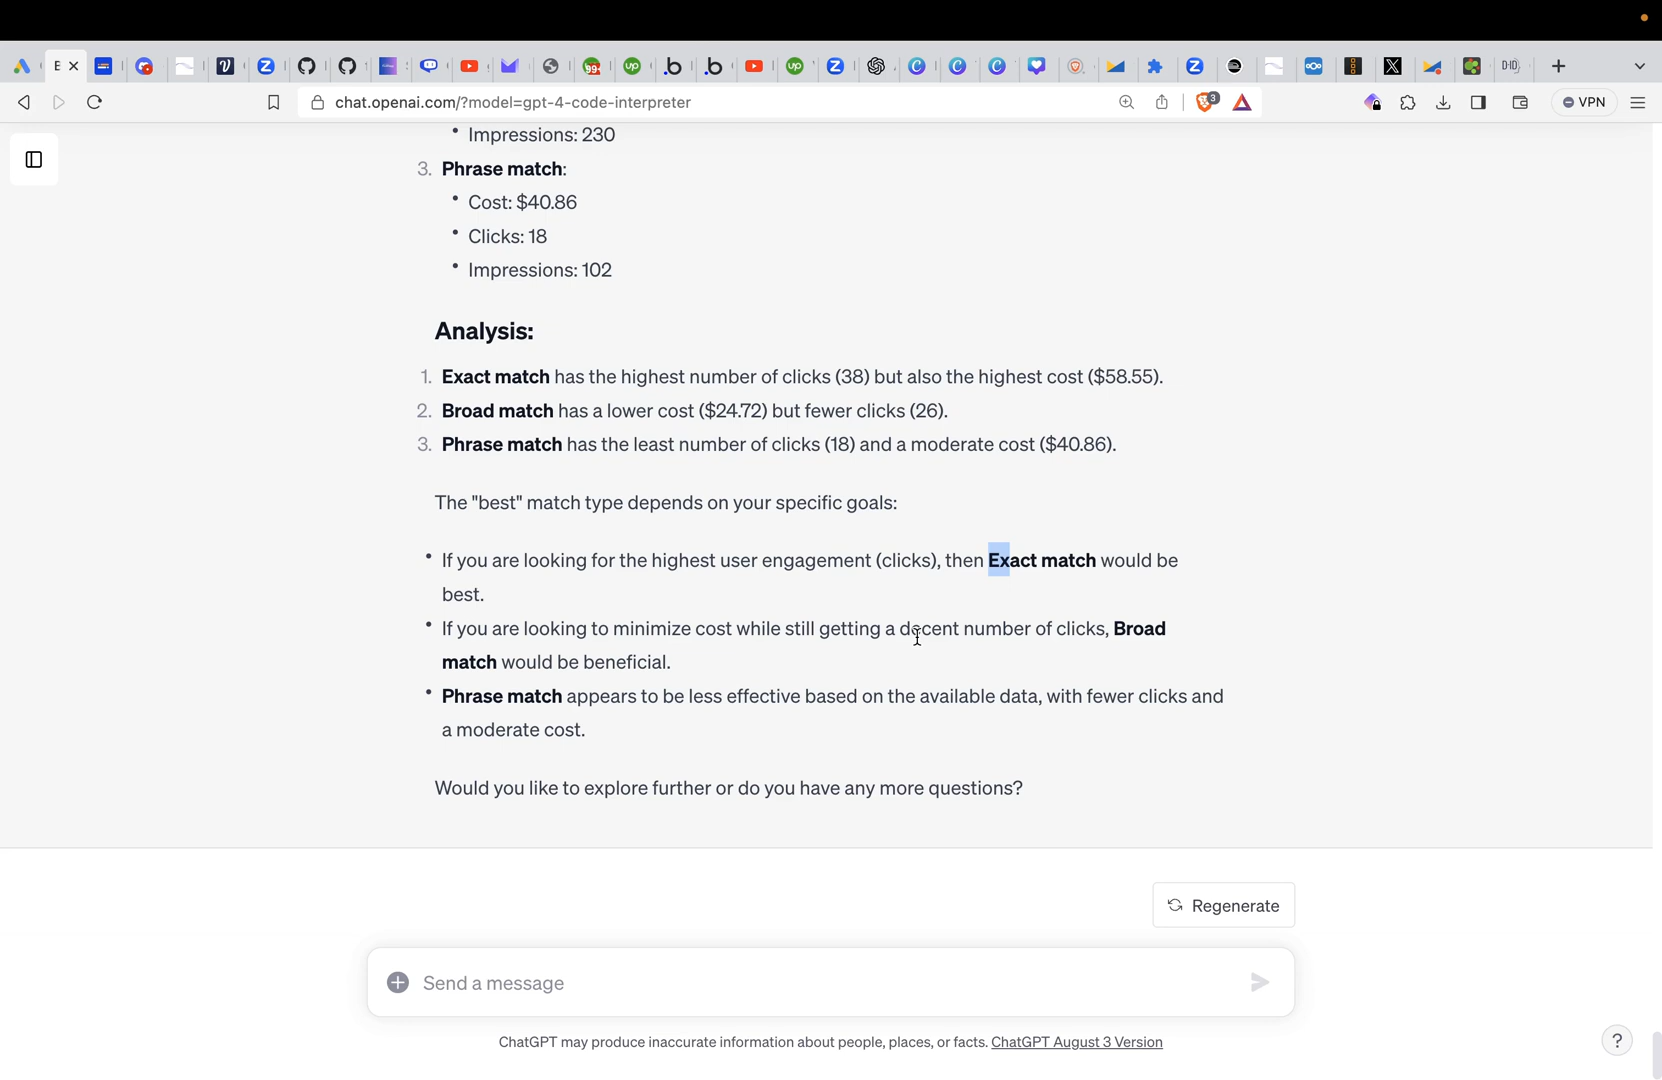 chat.openai.com/?model=gpt-4-code-interpreter
VPN
• Impressions: 230
3. Phrase match:
• Cost: $40.86
• Clicks: 18
• Impressions: 102
Analysis:
1. Exact match has the highest number of clicks (38) but also the highest cost ($58.55).
2. Broad match has a lower cost ($24.72) but fewer clicks (26).
3. Phrase match has the least number of clicks (18) and a moderate cost ($40.86).
The "best" match type depends on your specific goals:
• If you are looking for the highest user engagement (clicks), then Exact match would be
best.
• If you are looking to minimize cost while still getting a decent number of clicks, Broad
match would be beneficial.
• Phrase match appears to be less effective based on the available data, with fewer clicks and
a moderate cost.
Would you like to explore further or do you have any more questions?
Regenerate
Send a message
ChatGPT may produce inaccurate information about people, places, or facts. ChatGPT August 3 Version
?